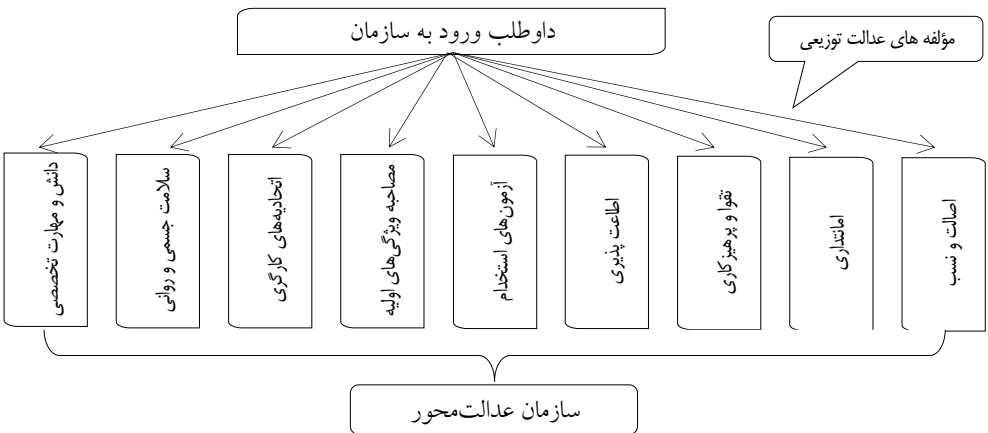 داوطلب ورود به سازمان
مؤلفه های عدالت توزیعی
اصالت و نسب
امانتداری
تقوا و پرهیزکاری
اطاعت پذیری
آزمون‌های استخدام
مصاحبه ویژگی‌های اولیه
اتحادیه‌های کارگری
سلامت جسمی و روانی
دانش و مهارت تخصصی
سازمان عدالت‌محور